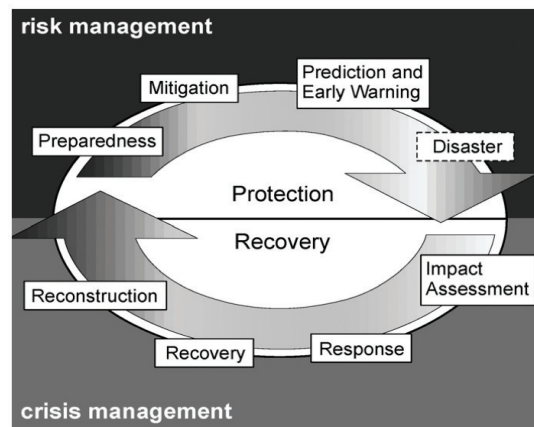 risk management
Mitigation
Prediction and
Early Warning
Preparedness
Disaster
Protection
Recovery
Impact
Assessment
Reconstruction
Recovery
Response
crisis management